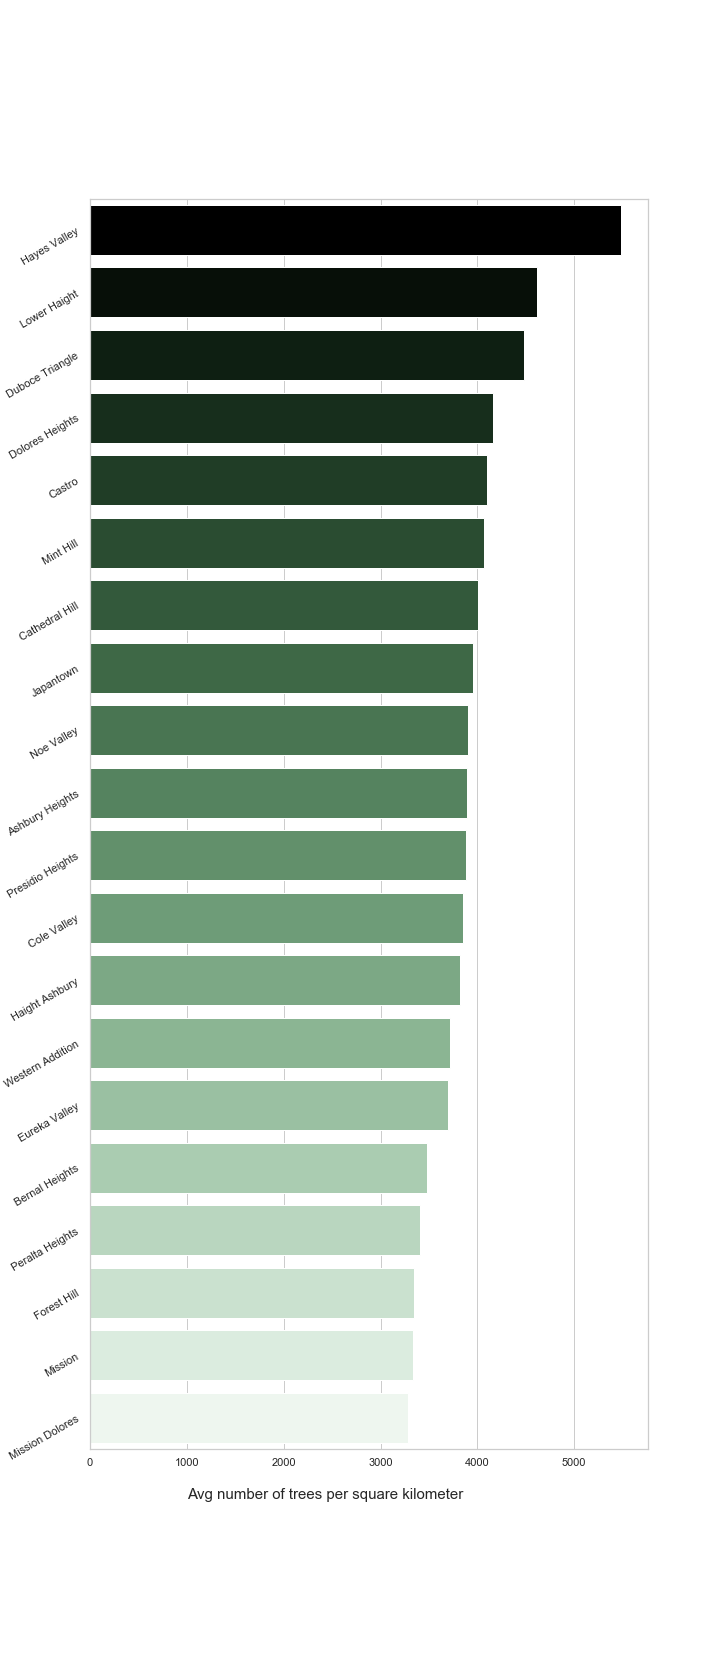 Hayes Valley
Lower Haight
Duboce Triangle
Dolores Heights
Castro
Mint Hill
Cathedral Hill
Japantown
Noe Valley
Ashbury Heights
Presidio Heights
Cole Valley
Haight Ashbury
Western Addition
Eureka Valley
Bernal Heights
Peralta Heights
Forest Hill
Mission
Mission Dolores
0 1000 2000 3000 4000 5000
Avg number of trees per square kilometer